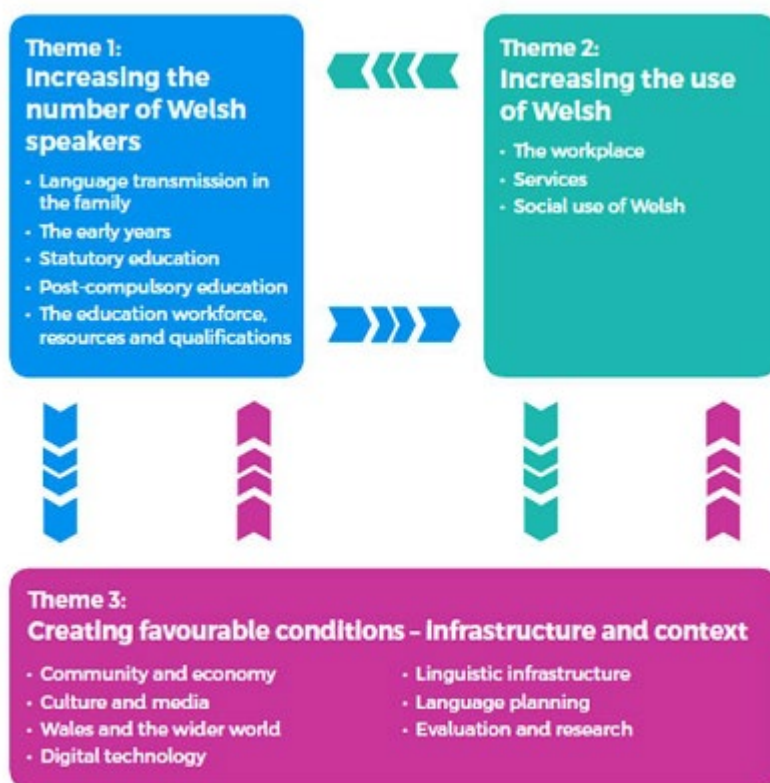 Theme 1:
Increasing the
number of Welsh
speakers
• Language transmission in
the family
• The early years
• Statutory education
• Post-compulsory education
• The education workforce,
resources and qualifications
Theme 2:
Increasing the use
of Welsh
• The workplace
• Services
• Social use of Welsh
Theme 3:
Creating favourable conditions – infrastructure and context
• Community and economy
• Culture and media
• Wales and the wider world
• Digital technology
• Linguistic infrastructure
• Language planning
• Evaluation and research